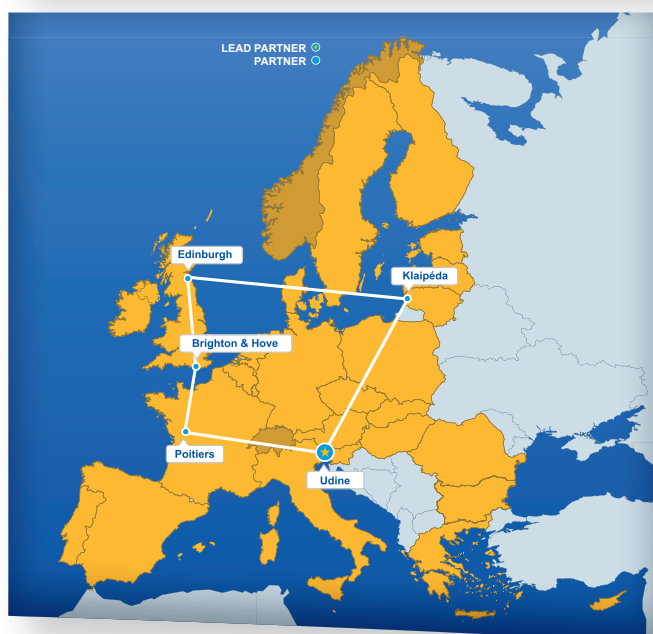 LEAD PARTNER
PARTNER
Edinburgh
Klaipéda
Brighton & Hove
Poitiers
Udine